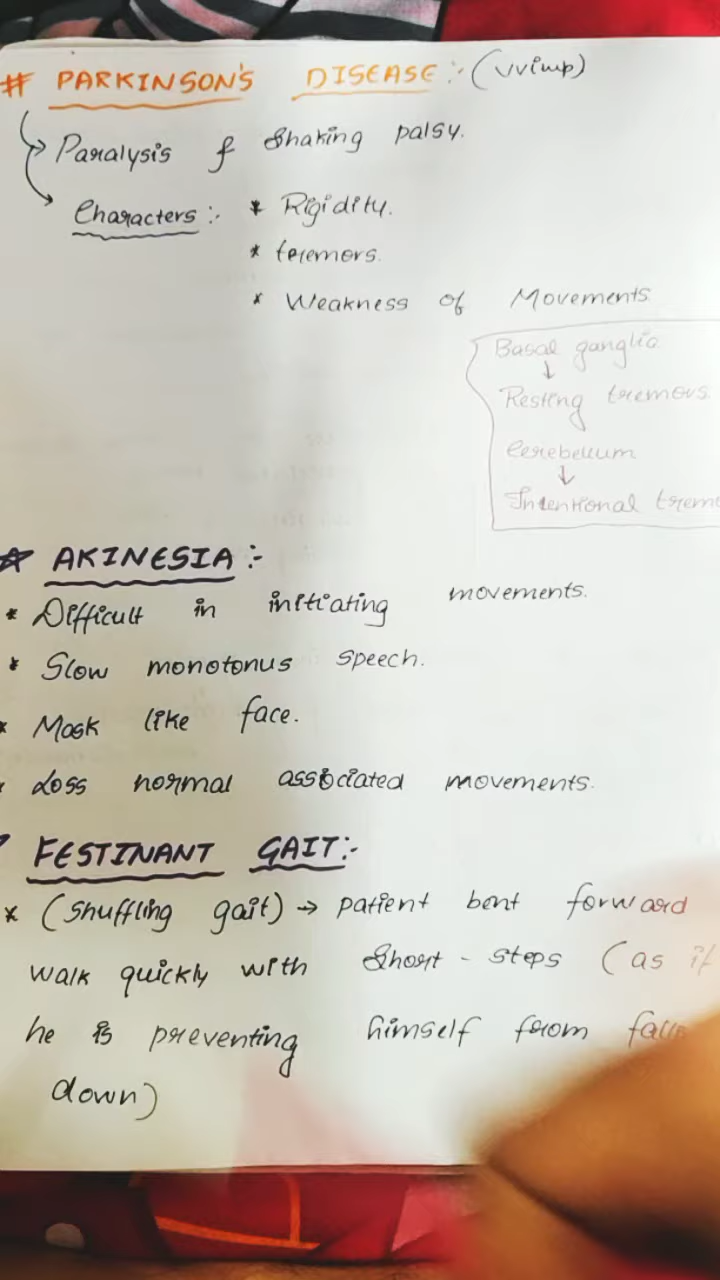 # PARKINSON'S DISEASE :- (vvimp)
Paralysis of Shaking palsy.
Characters :- * Rigidity.
* tremors.
* Weakness of Movements
Basal ganglia
↓
Resting tremors.
Cerebellum
↓
Intentional trem
☆ AKINESIA :-
* Difficult in initiating movements.
* Slow monotonus speech.
* Mask like face.
* Loss normal associated movements.
FESTINANT GAIT :-
* (Shuffling gait) → patient bent forward
walk quickly with Short - steps (as if
he is preventing himself from
down)